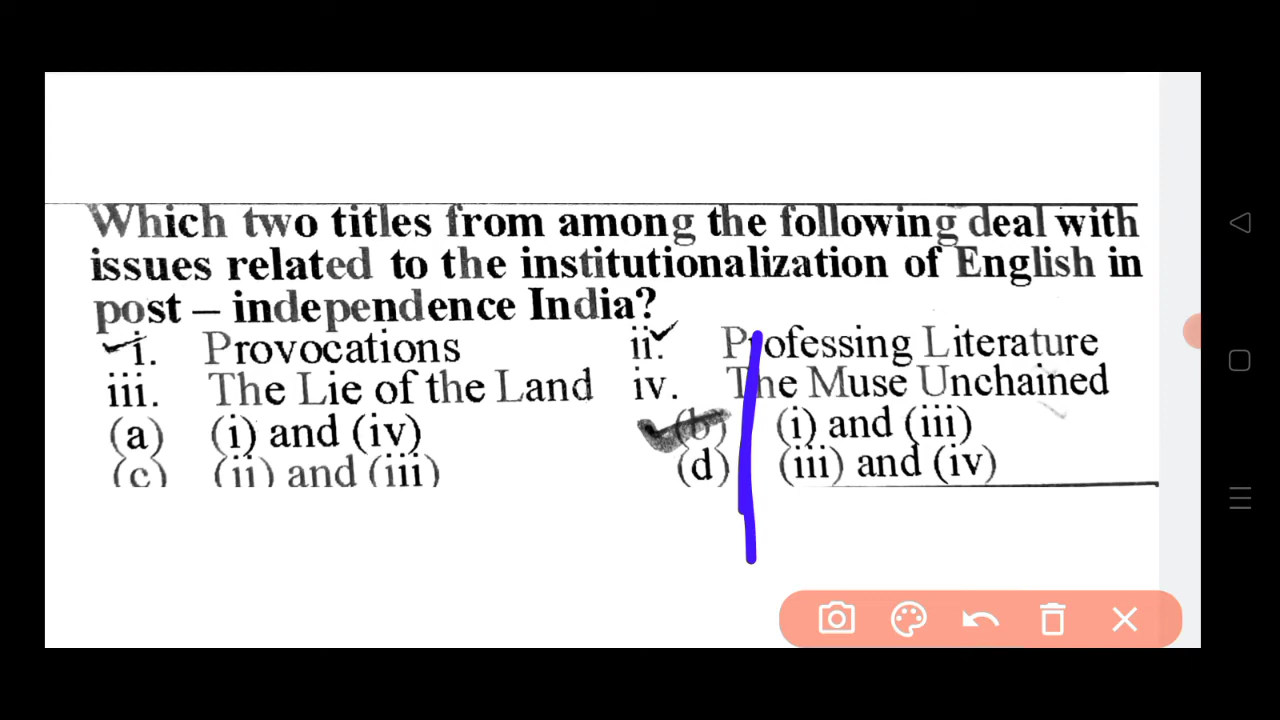 Which two titles from among the following deal with
issues related to the institutionalization of English in
post – independence India?
i. Provocations ii. Professing Literature
iii. The Lie of the Land iv. The Muse Unchained
(a) (i) and (iv) (b) (i) and (iii)
(c) (ii) and (iii) (d) (iii) and (iv)